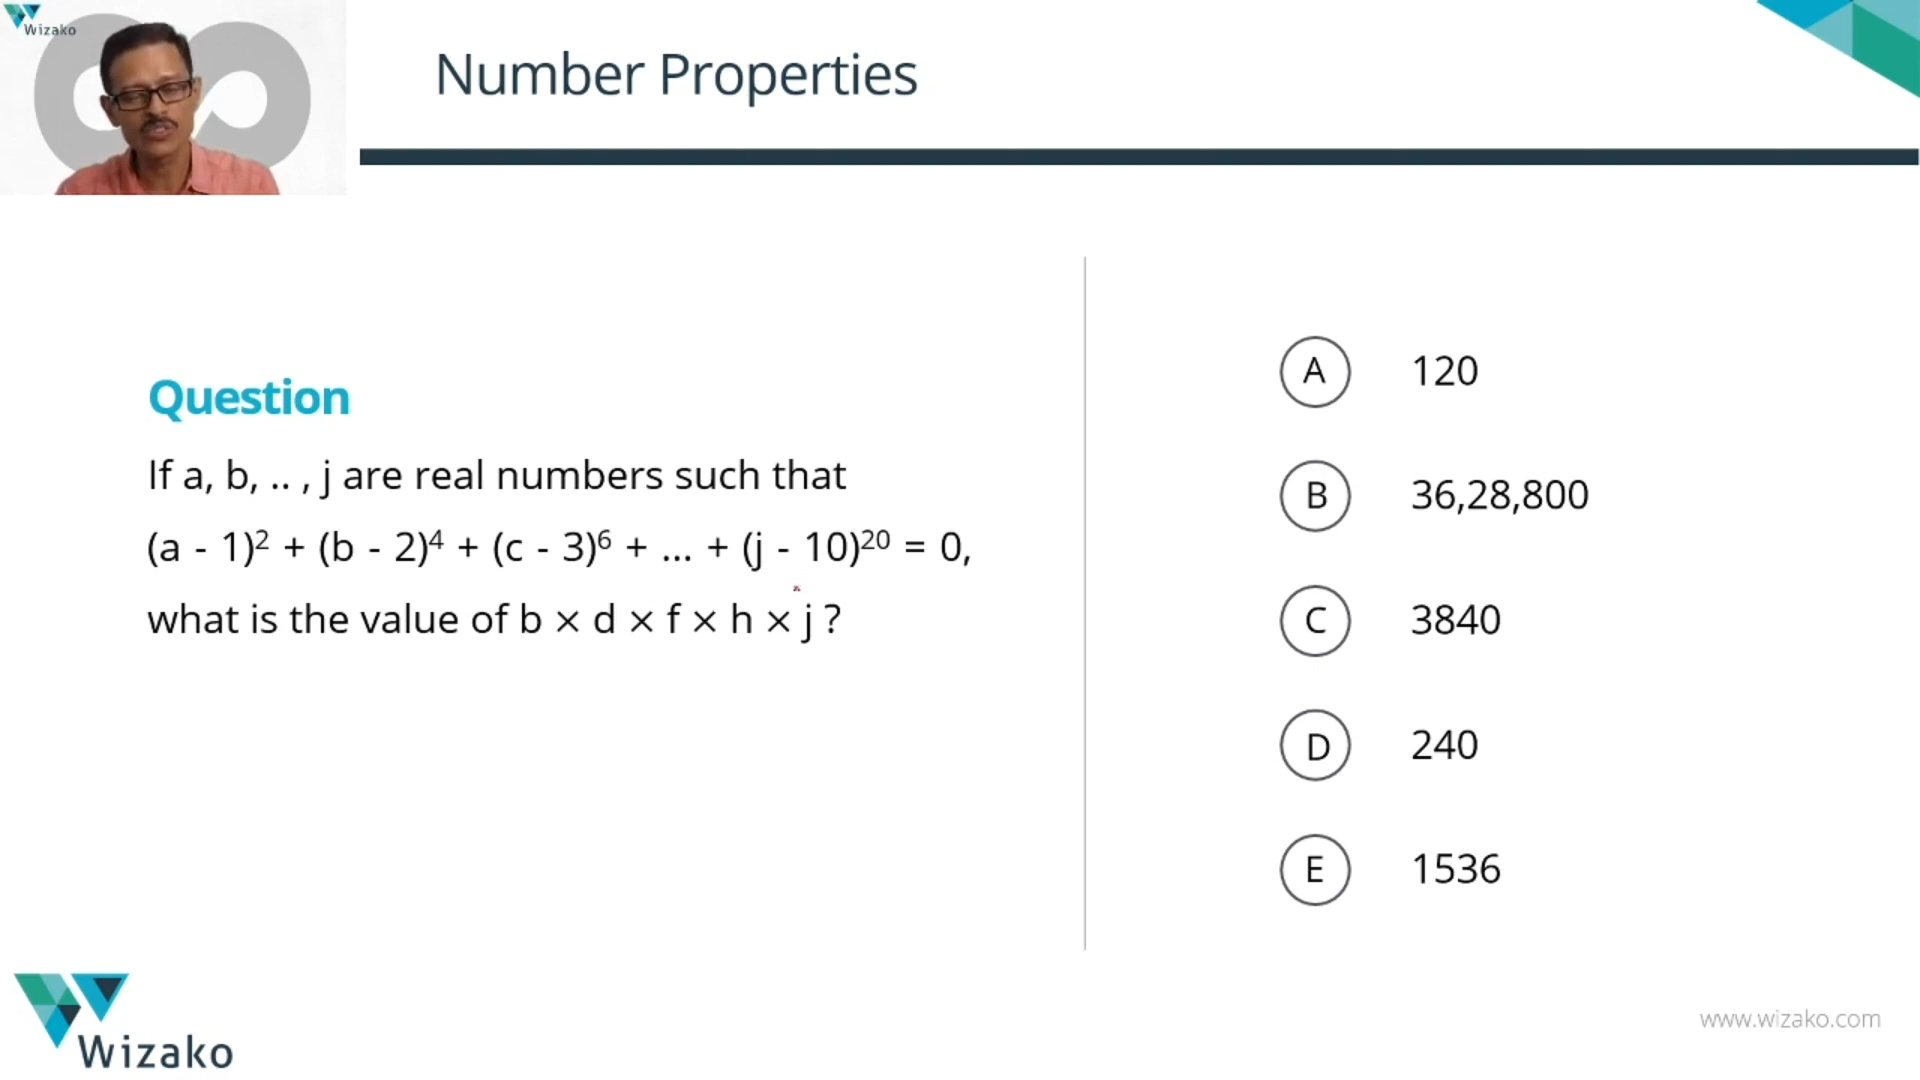 Wizako
Number Properties
Question
If a, b, .. , j are real numbers such that
(a - 1)² + (b - 2)⁴ + (c - 3)⁶ + ... + (j - 10)²⁰ = 0,
what is the value of b × d × f × h × j ?
A 120
B 36,28,800
C 3840
D 240
E 1536
Wizako
www.wizako.com